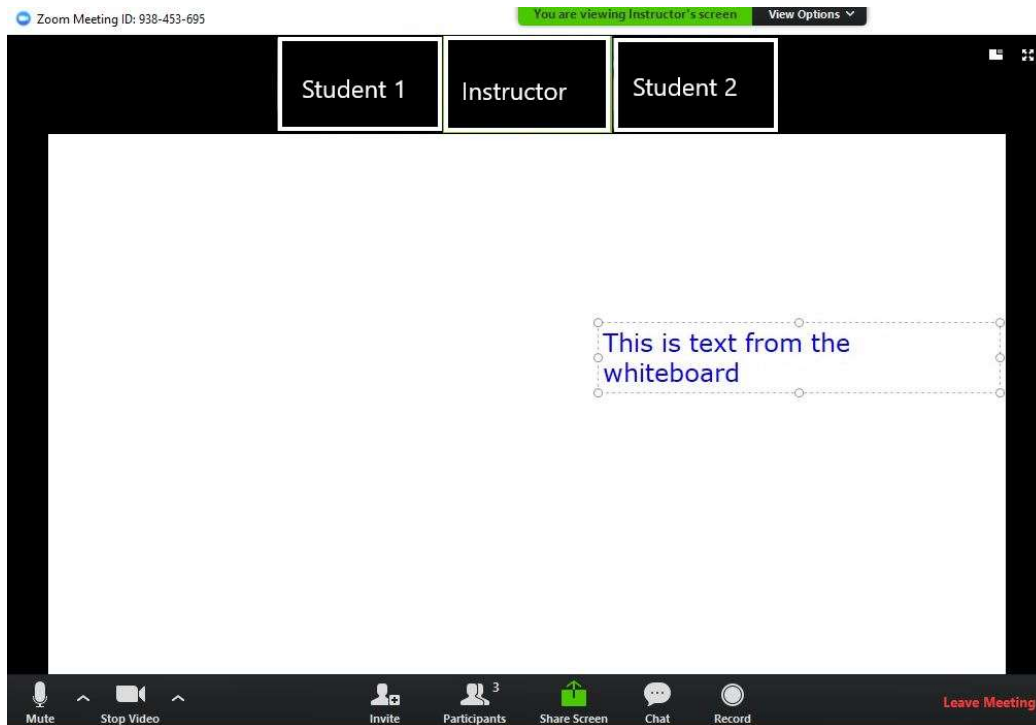 Zoom Meeting ID: 938-453-695
You are viewing Instructor's screen
View Options
Student 1
Instructor
Student 2
This is text from the
whiteboard
Mute
Stop Video
Invite
Participants
3
Share Screen
Chat
Record
Leave Meeting